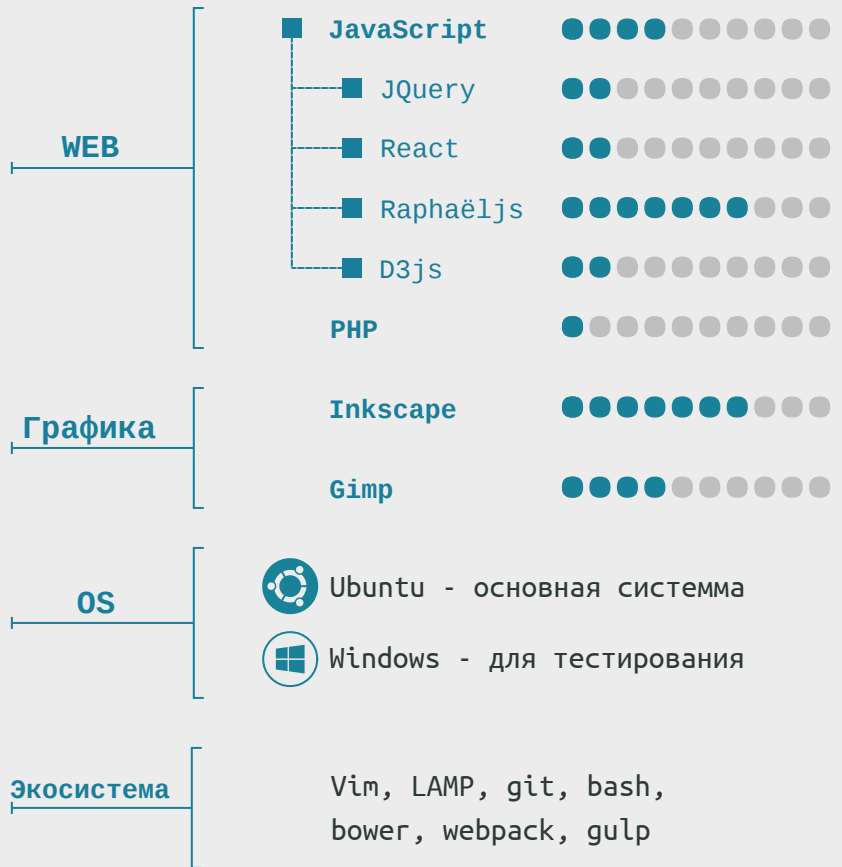 JavaScript
JQuery
WEB
React
Raphaëljs
D3js
PHP
Inkscape
Графика
Gimp
Ubuntu - основная системма
OS
Windows - для тестирования
Экосистема
Vim, LAMP, git, bash,
bower, webpack, gulp